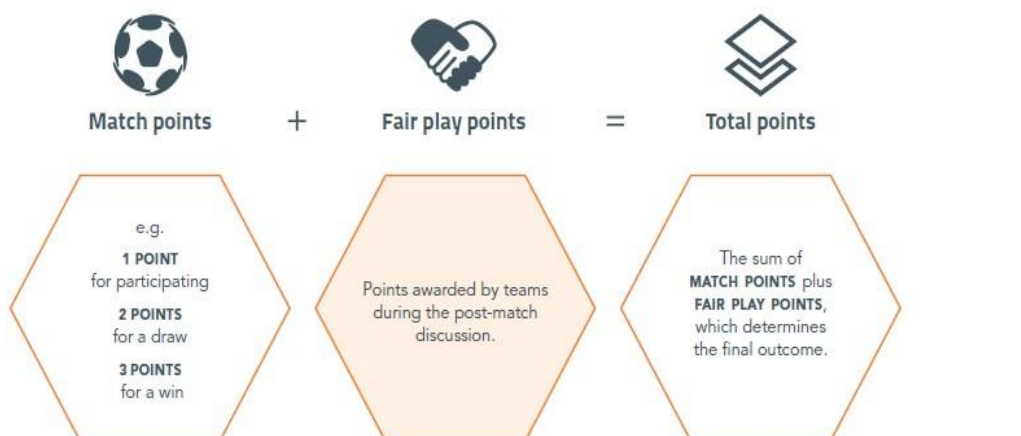 Match points + Fair play points = Total points
e.g.
1 POINT
for participating
2 POINTS
for a draw
3 POINTS
for a win
Points awarded by teams
during the post-match
discussion.
The sum of
MATCH POINTS plus
FAIR PLAY POINTS,
which determines
the final outcome.